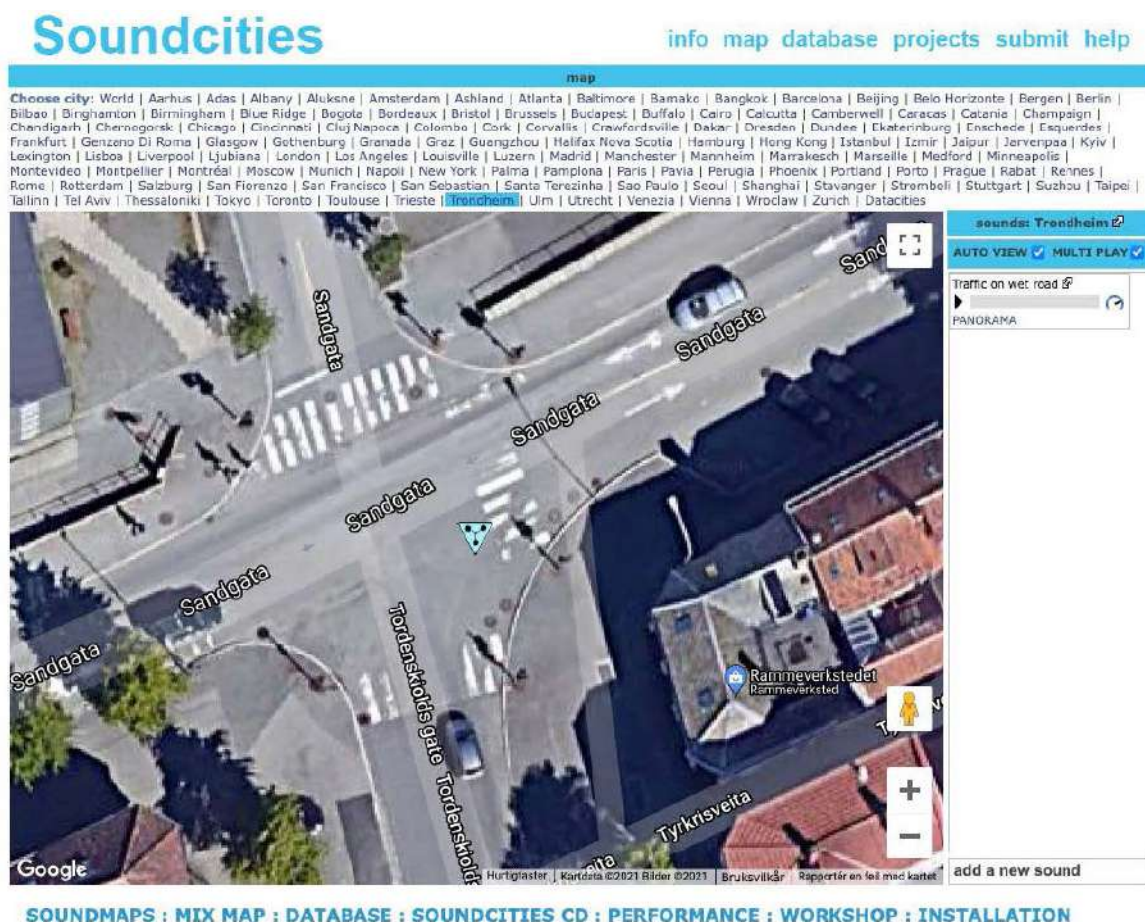 Soundcities
info map database projects submit help
map
Choose city: World | Aarhus | Adas | Albany | Aluksne | Amsterdam | Ashland | Atlanta | Baltimore | Bamako | Bangkok | Barcelona | Beijing | Belo Horizonte | Bergen | Berlin |
Bilbao | Binghamton | Birmingham | Blue Ridge | Bogota | Bordeaux | Bristol | Brussels | Budapest | Buffalo | Cairo | Calcutta | Camberwell | Caracas | Catania | Champaign |
Chandigarh | Chernogorsk | Chicago | Cincinnati | Cluj Napoca | Colombo | Cork | Corvallis | Crawfordsville | Dakar | Dresden | Dundee | Ekaterinburg | Enschede | Esquerdes |
Frankfurt | Genzano Di Roma | Glasgow | Gothenburg | Granada | Graz | Guangzhou | Halifax Nova Scotia | Hamburg | Hong Kong | Istanbul | Izmir | Jaipur | Jarvenpaa | Kyiv |
Lexington | Lisboa | Liverpool | Ljubiana | London | Los Angeles | Louisville | Luzern | Madrid | Manchester | Mannheim | Marrakesch | Marseille | Medford | Minneapolis |
Montevideo | Montpellier | Montréal | Moscow | Munich | Napoli | New York | Palma | Pamplona | Paris | Pavia | Perugia | Phoenix | Portland | Porto | Prague | Rabat | Rennes |
Rome | Rotterdam | Salzburg | San Fiorenzo | San Francisco | San Sebastian | Santa Terezinha | Sao Paulo | Seoul | Shanghai | Stavanger | Stromboli | Stuttgart | Suzhou | Taipei |
Tallinn | Tel Aviv | Thessaloniki | Tokyo | Toronto | Toulouse | Trieste | Trondheim | Ulm | Utrecht | Venezia | Vienna | Wroclaw | Zurich | Datacities
sounds: Trondheim
AUTO VIEW MULTI PLAY
Traffic on wet road
PANORAMA
Sand
Sandgata
Sandgata
Sandgata
Sandgata
Sandgata
Sandgata
Tordenskiolds gate
Tordenskiolds
Rammeverkstedet
Rammeverksted
Tyrkrisveita
Google
Hurtigtaster
Kartdata ©2021 Bilder ©2021
Bruksvilkår
Rapportér en feil med kartet
add a new sound
SOUNDMAPS : MIX MAP : DATABASE : SOUNDCITIES CD : PERFORMANCE : WORKSHOP : INSTALLATION